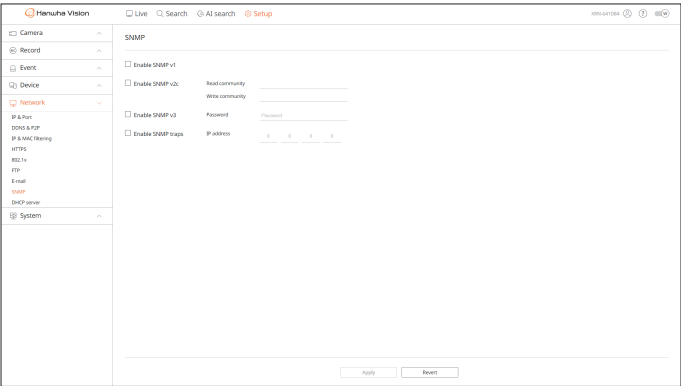 Hanwha Vision
Live Search AI search Setup
XRN-6410B4 ? W
Camera
Record
Event
Device
Network
IP & Port
DDNS & P2P
IP & MAC filtering
HTTPS
802.1x
FTP
E-mail
SNMP
DHCP server
System
SNMP
Enable SNMP v1
Enable SNMP v2c Read community
Write community
Enable SNMP v3 Password Password
Enable SNMP traps IP address 0 0 0 0
Apply Revert